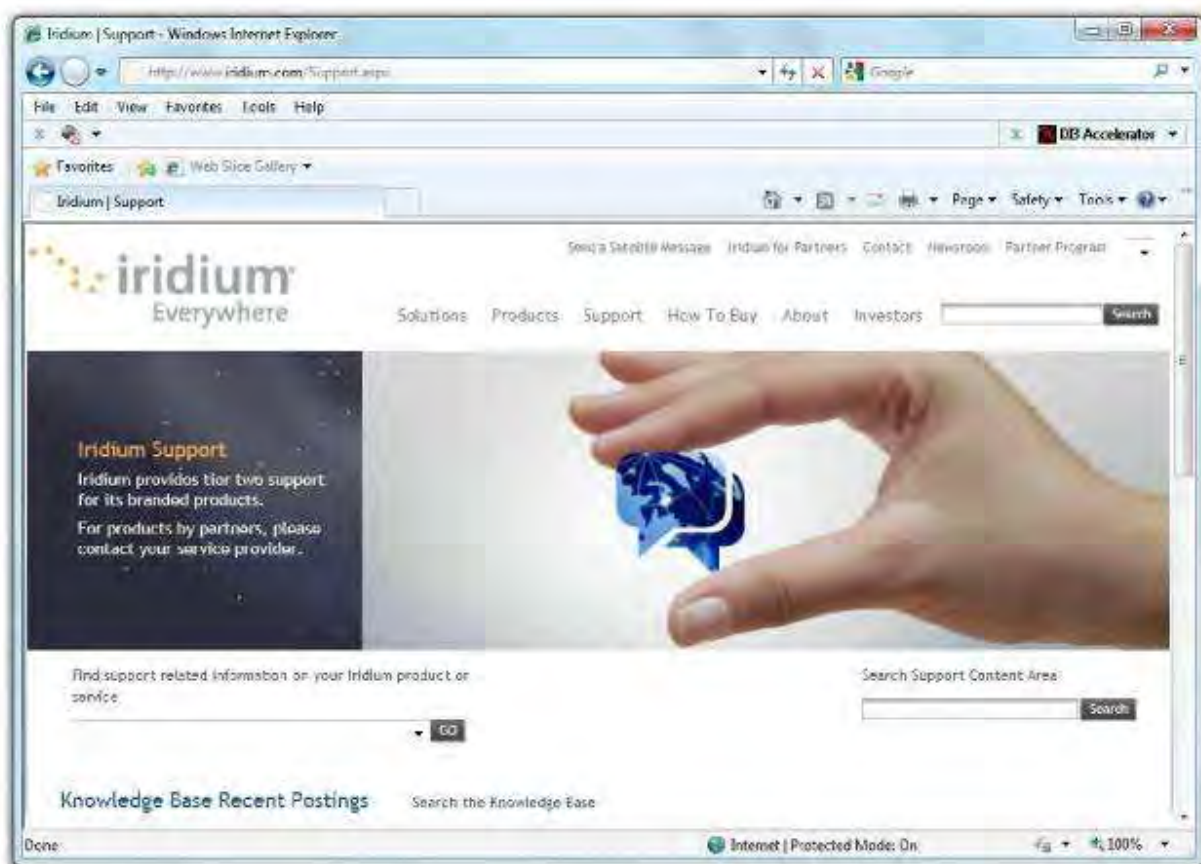 Iridium | Support - Windows Internet Explorer
http://www.iridium.com/Support.aspx
Google
File Edit View Favorites Tools Help
DB Accelerator
Favorites Web Slice Gallery
Iridium | Support
Page Safety Tools
Send a Satellite Message Iridium for Partners Contact Newsroom Partner Program
iridium
Everywhere
Solutions Products Support How To Buy About Investors
Search
Iridium Support
Iridium provides tier two support
for its branded products.
For products by partners, please
contact your service provider.
Find support related information on your Iridium product or
service
GO
Search Support Content Area
Search
Knowledge Base Recent Postings Search the Knowledge Base
Done
Internet | Protected Mode: On
100%